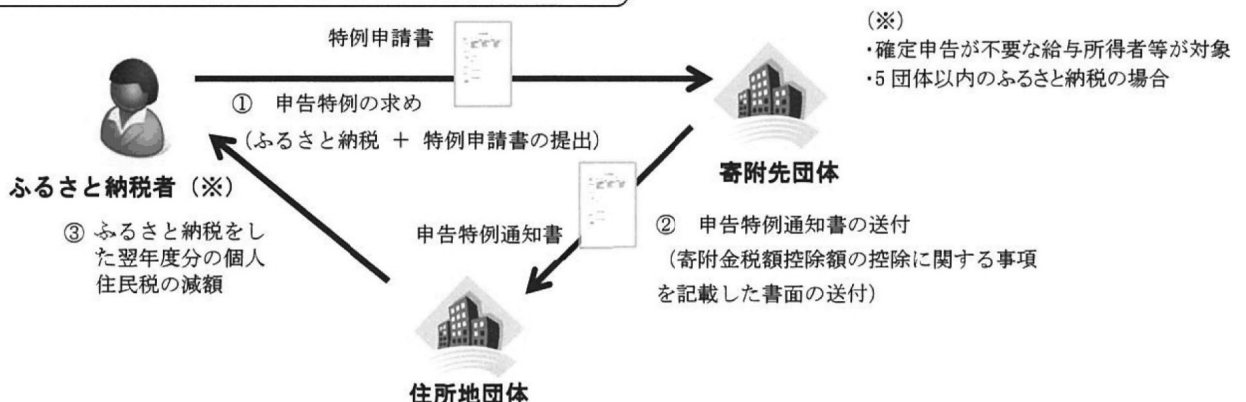 特例申請書
① 申告特例の求め
(ふるさと納税 + 特例申請書の提出)
(※)
・確定申告が不要な給与所得者等が対象
・5団体以内のふるさと納税の場合
ふるさと納税者（※）
寄附先団体
③ ふるさと納税をし
た翌年度分の個人
住民税の減額
申告特例通知書
② 申告特例通知書の送付
（寄附金税額控除額の控除に関する事項
を記載した書面の送付）
住所地団体